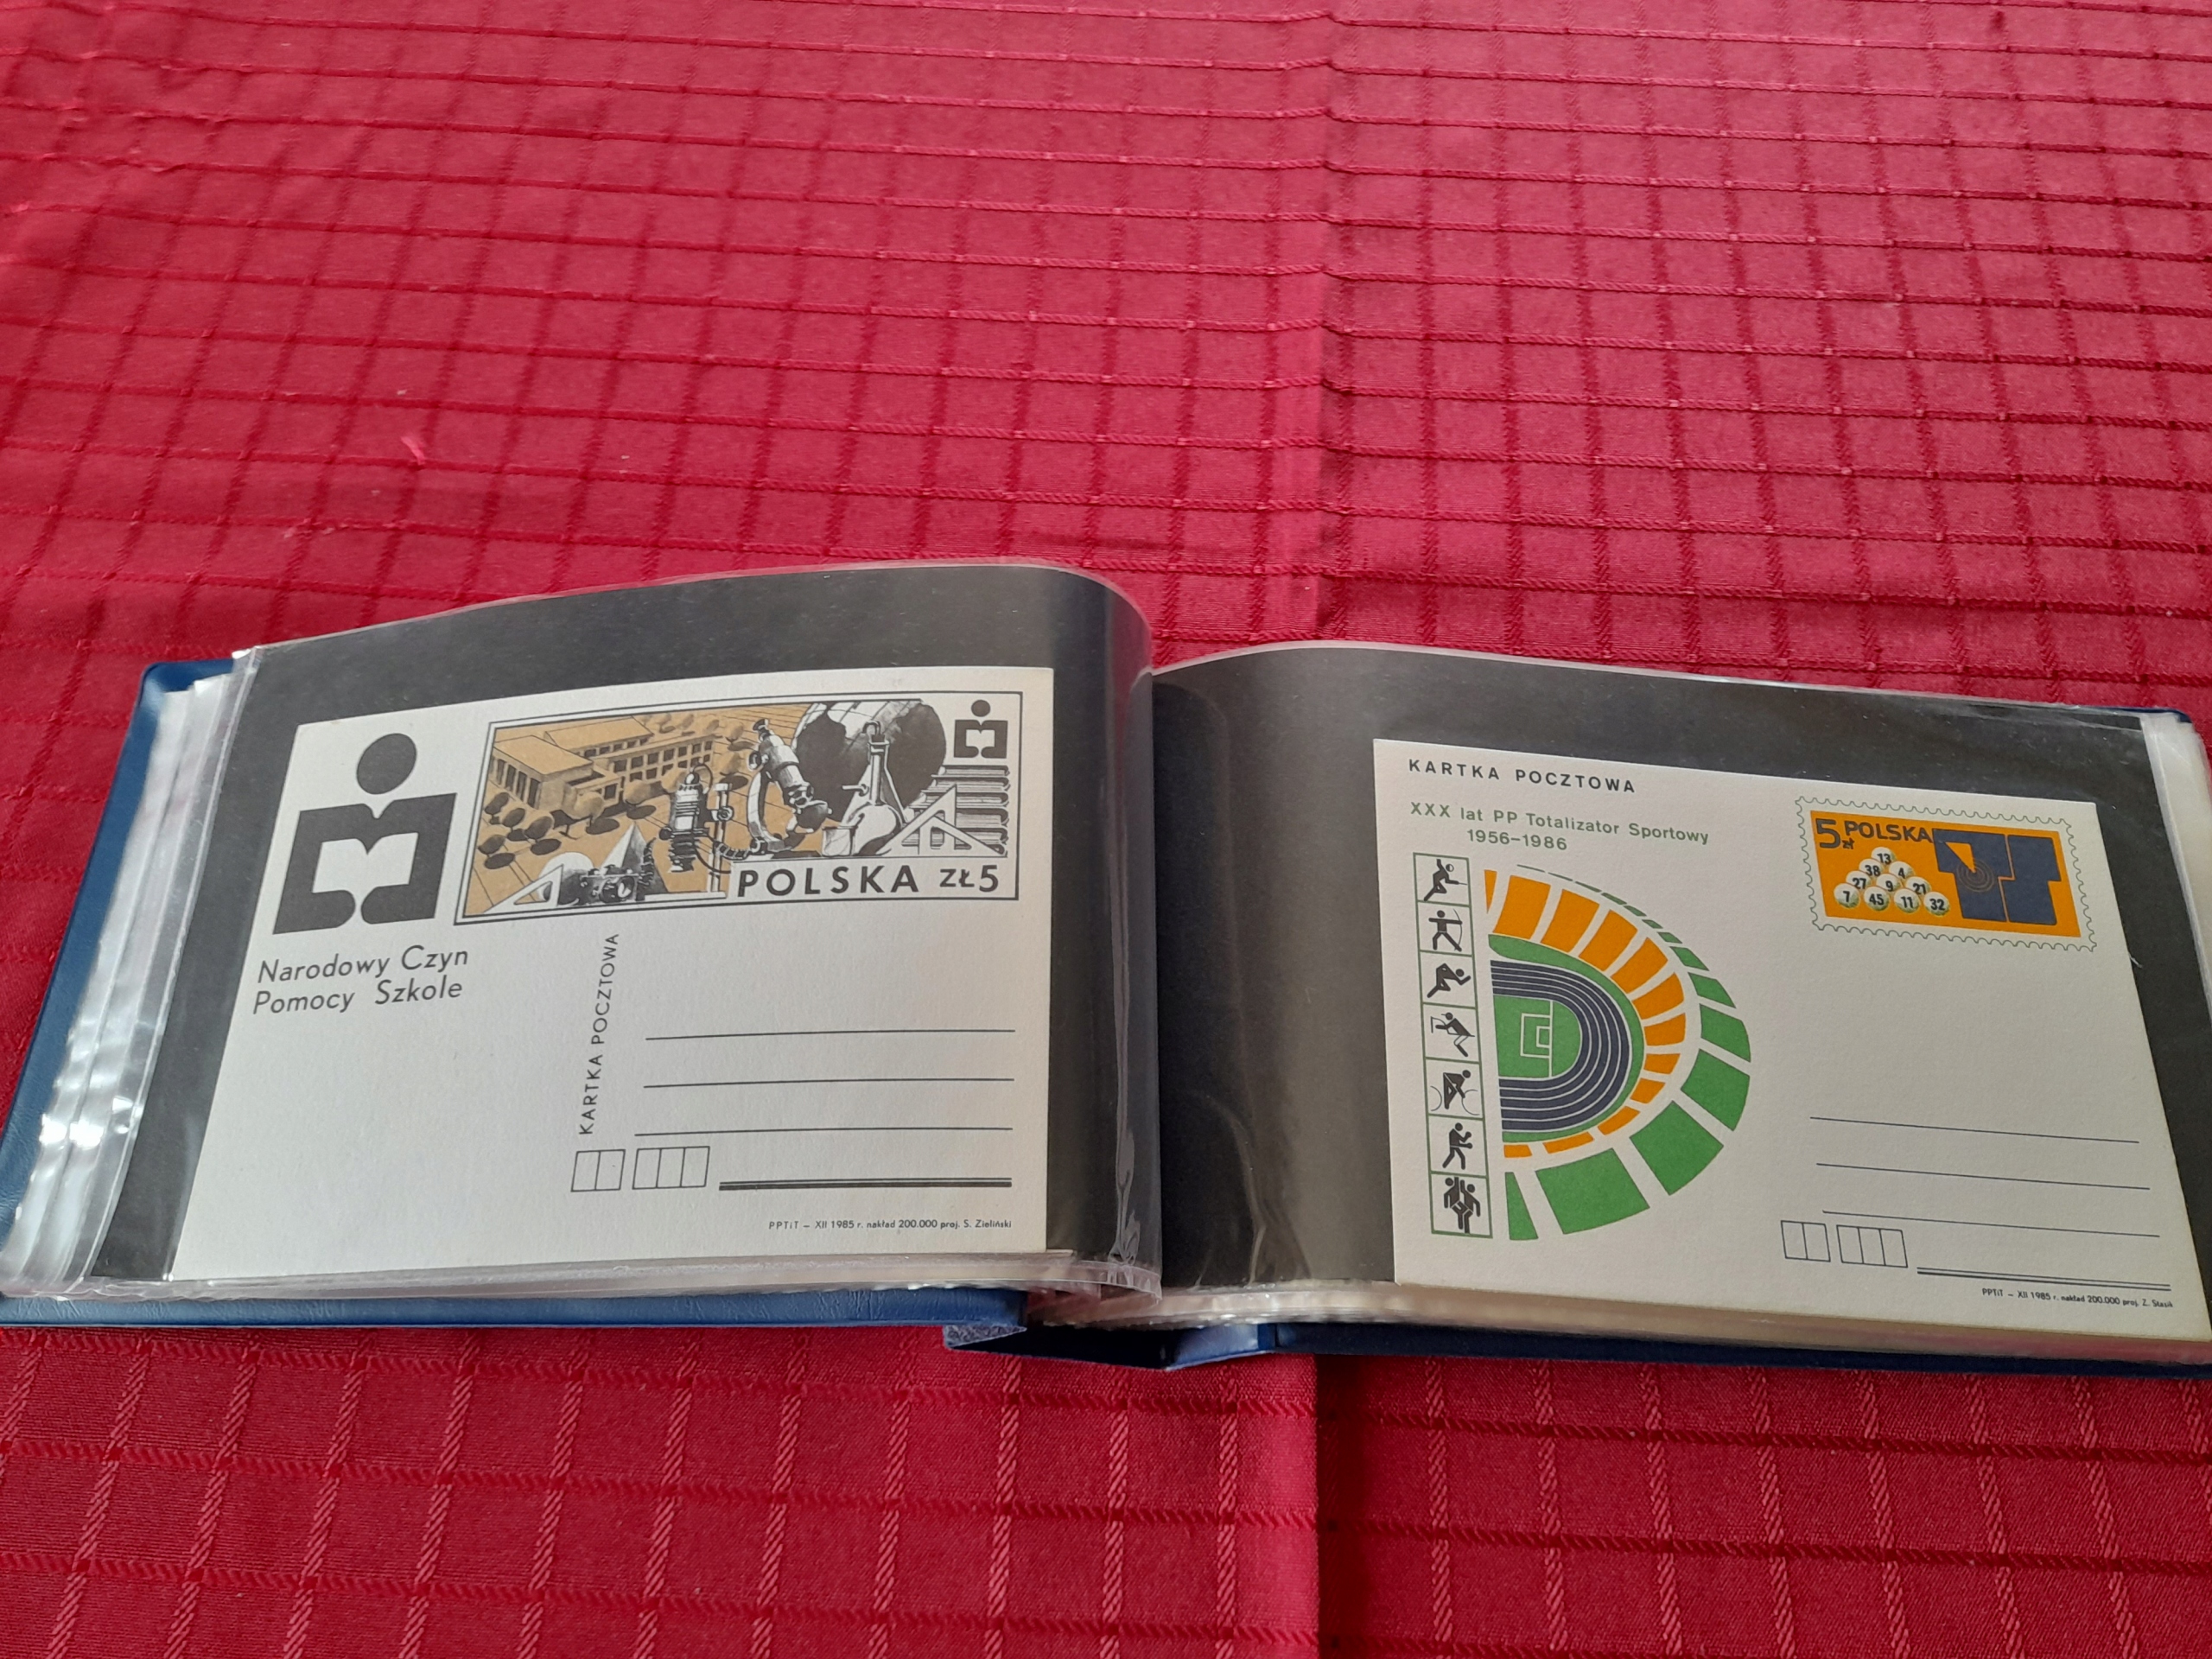 POLSKA ZŁ5
Narodowy Czyn
Pomocy Szkole
KARTKA POCZTOWA
PPTiT – XII 1985 r. nakład 200.000 proj. S. Zieliński
KARTKA POCZTOWA
XXX lat PP Totalizator Sportowy
1956–1986
5 zł POLSKA
13
38 4
27 9 21
7 45 11 32
PPTiT – XII 1985 r. nakład 200.000 proj. Z. Stasik